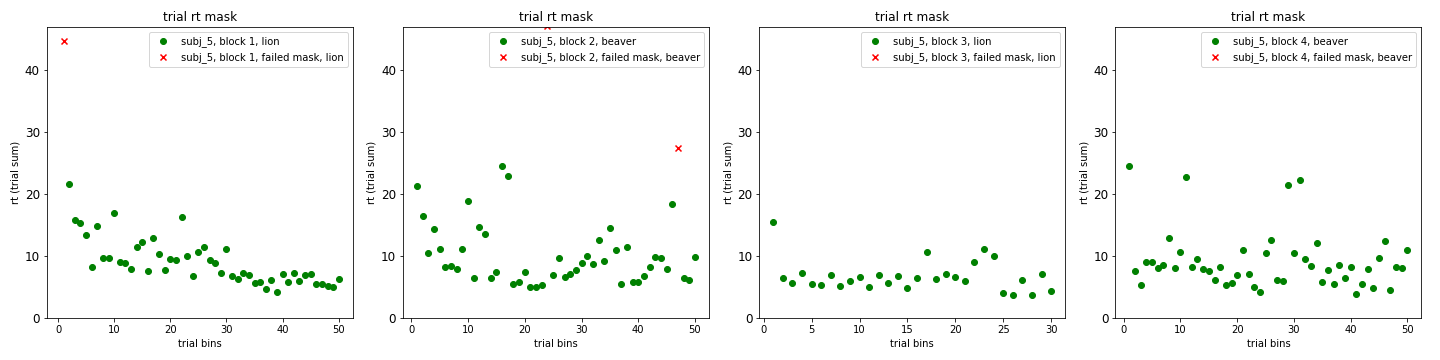 trial rt mask
subj_5, block 1, lion
subj_5, block 1, failed mask, lion
rt (trial sum)
40
30
20
10
0
0 10 20 30 40 50
trial bins
trial rt mask
subj_5, block 2, beaver
subj_5, block 2, failed mask, beaver
rt (trial sum)
40
30
20
10
0
0 10 20 30 40 50
trial bins
trial rt mask
subj_5, block 3, lion
subj_5, block 3, failed mask, lion
rt (trial sum)
40
30
20
10
0
0 5 10 15 20 25 30
trial bins
trial rt mask
subj_5, block 4, beaver
subj_5, block 4, failed mask, beaver
rt (trial sum)
40
30
20
10
0
0 10 20 30 40 50
trial bins